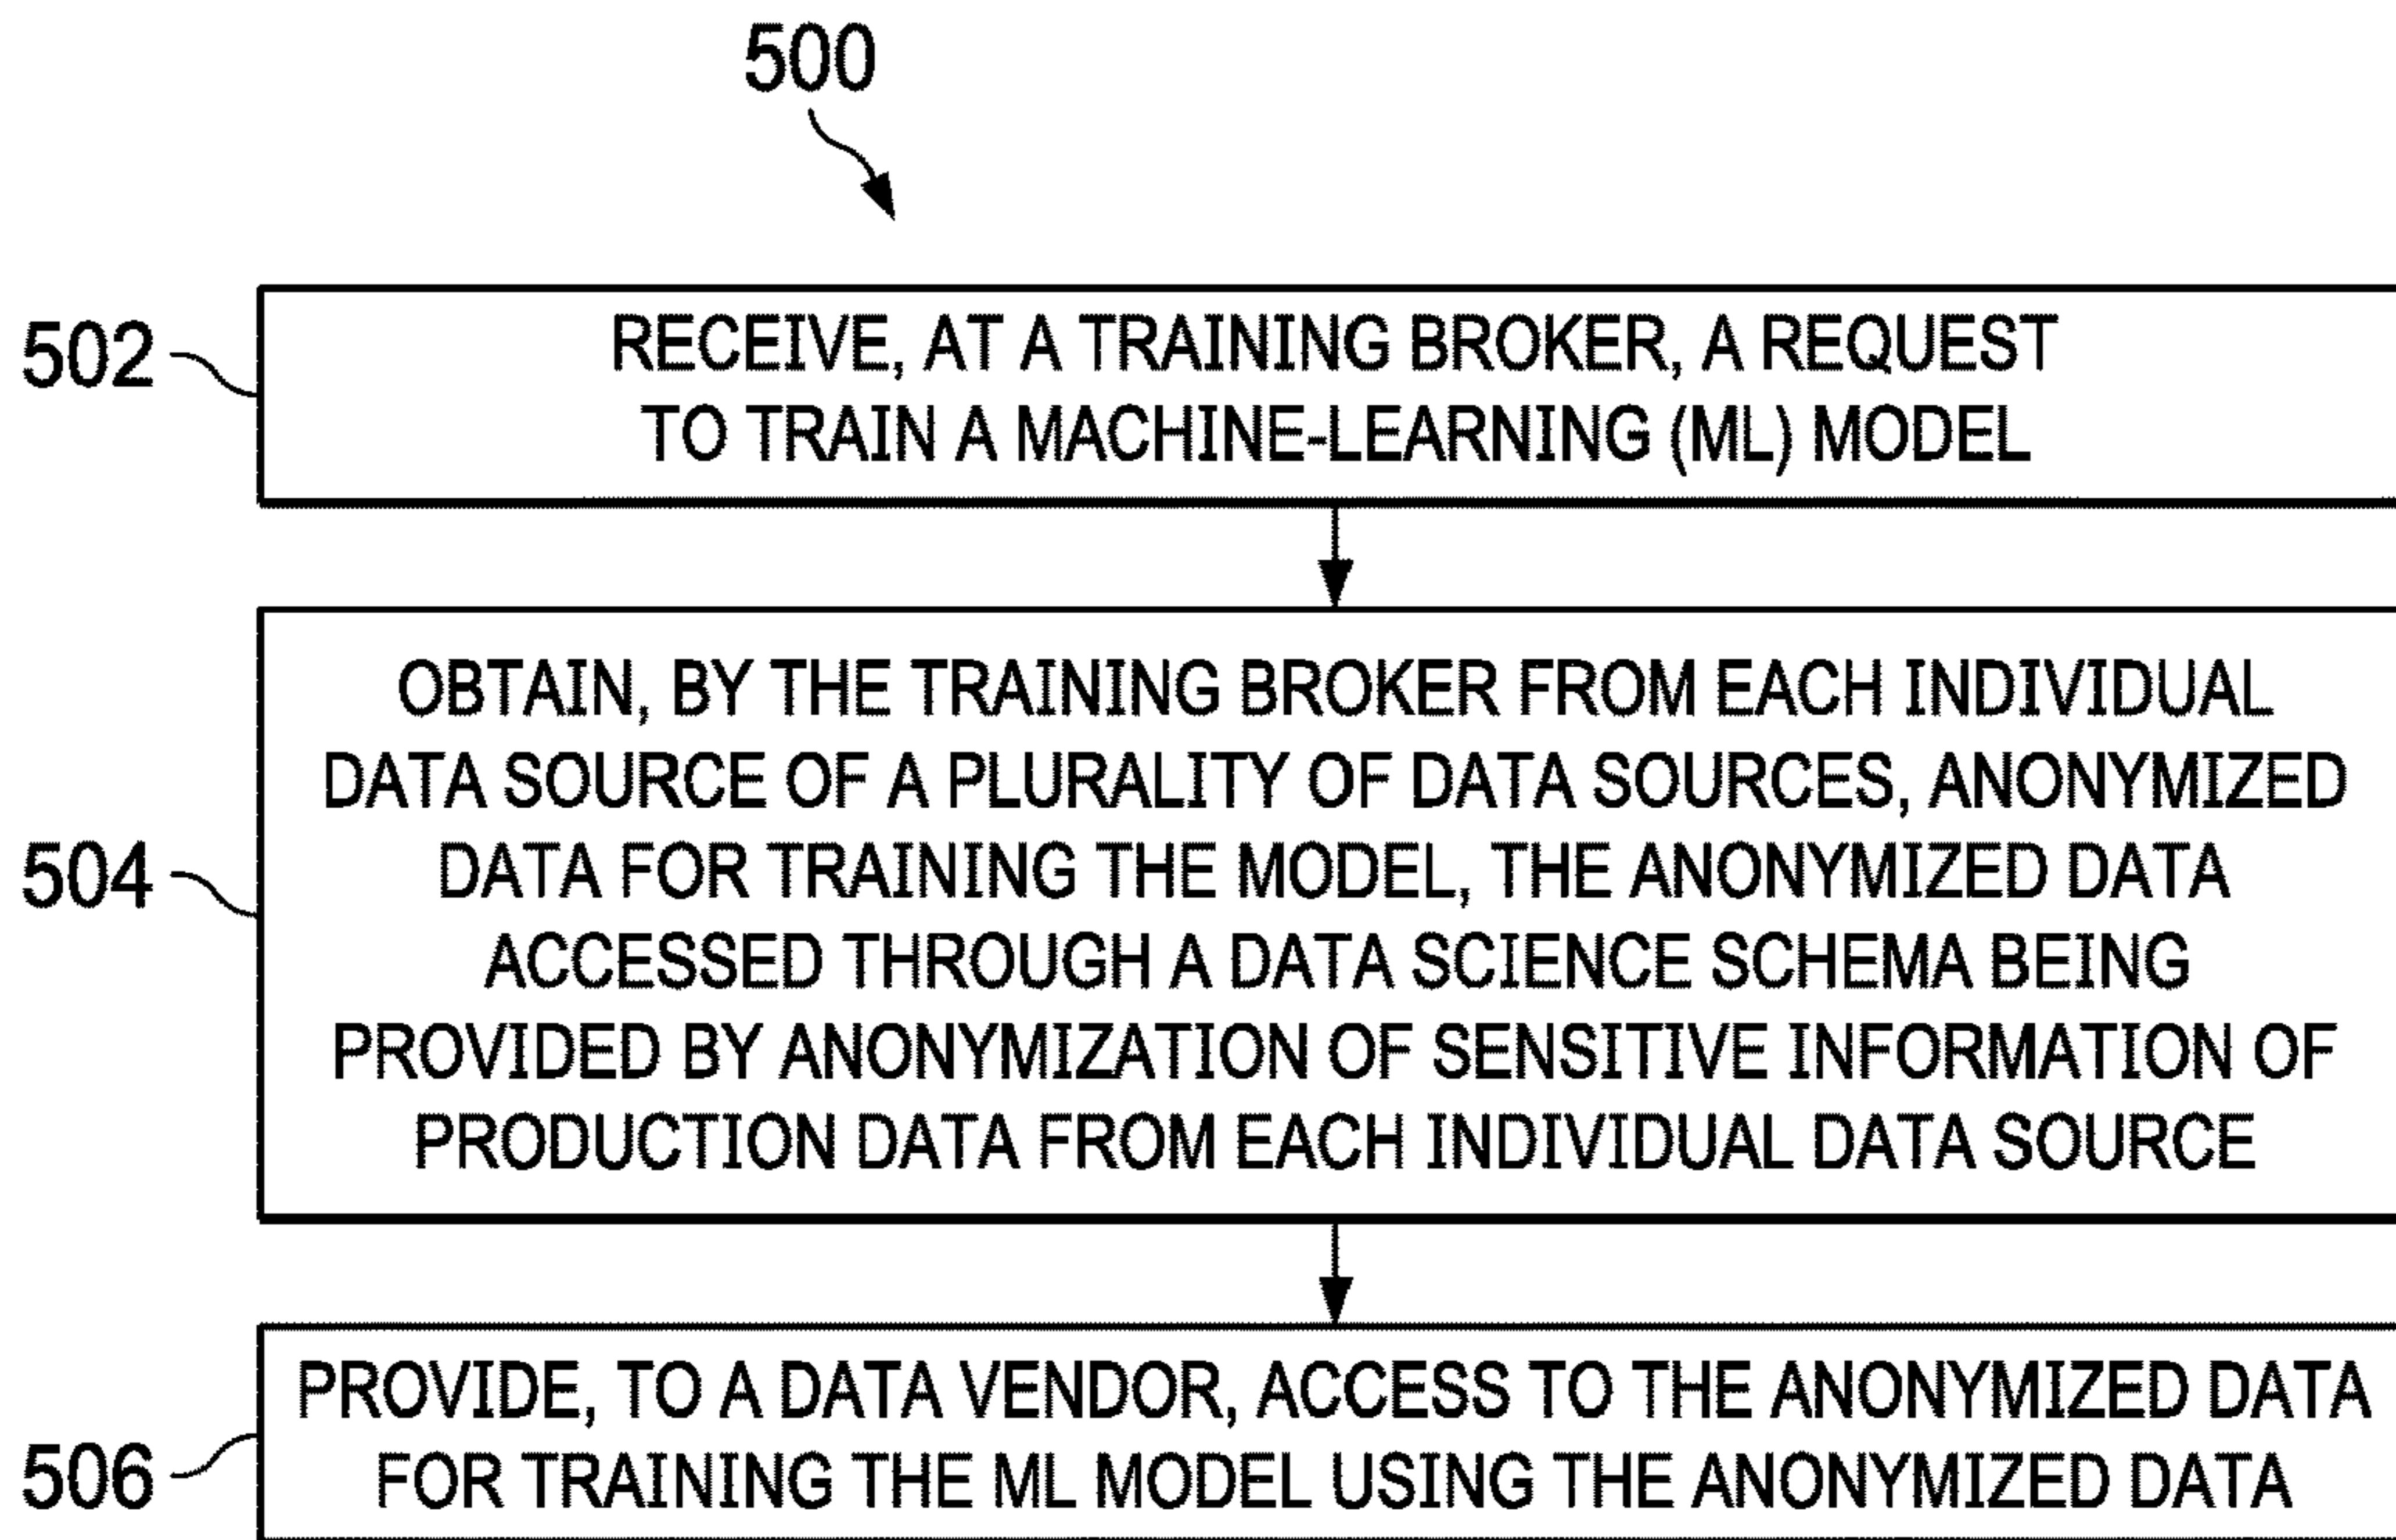 500
502
RECEIVE, AT A TRAINING BROKER, A REQUEST
TO TRAIN A MACHINE-LEARNING (ML) MODEL
504
OBTAIN, BY THE TRAINING BROKER FROM EACH INDIVIDUAL
DATA SOURCE OF A PLURALITY OF DATA SOURCES, ANONYMIZED
DATA FOR TRAINING THE MODEL, THE ANONYMIZED DATA
ACCESSED THROUGH A DATA SCIENCE SCHEMA BEING
PROVIDED BY ANONYMIZATION OF SENSITIVE INFORMATION OF
PRODUCTION DATA FROM EACH INDIVIDUAL DATA SOURCE
506
PROVIDE, TO A DATA VENDOR, ACCESS TO THE ANONYMIZED DATA
FOR TRAINING THE ML MODEL USING THE ANONYMIZED DATA